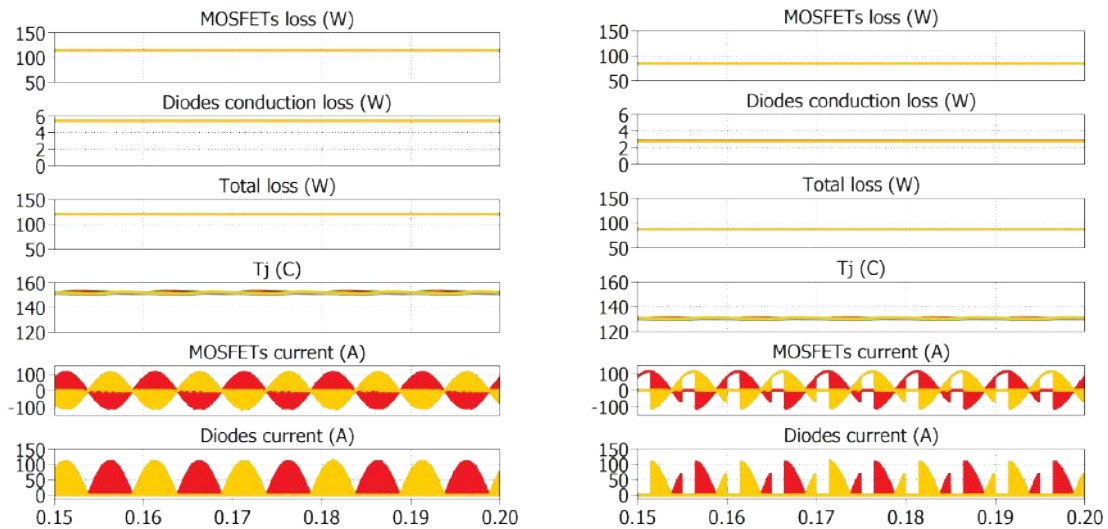 MOSFETs loss (W)
150
100
50
Diodes conduction loss (W)
6
4
2
0
Total loss (W)
150
100
50
Tj (C)
160
140
120
MOSFETs current (A)
100
0
-100
Diodes current (A)
150
100
50
0
0.15 0.16 0.17 0.18 0.19 0.20
MOSFETs loss (W)
150
100
50
Diodes conduction loss (W)
6
4
2
0
Total loss (W)
150
100
50
Tj (C)
160
140
120
MOSFETs current (A)
100
0
-100
Diodes current (A)
150
100
50
0
0.15 0.16 0.17 0.18 0.19 0.20